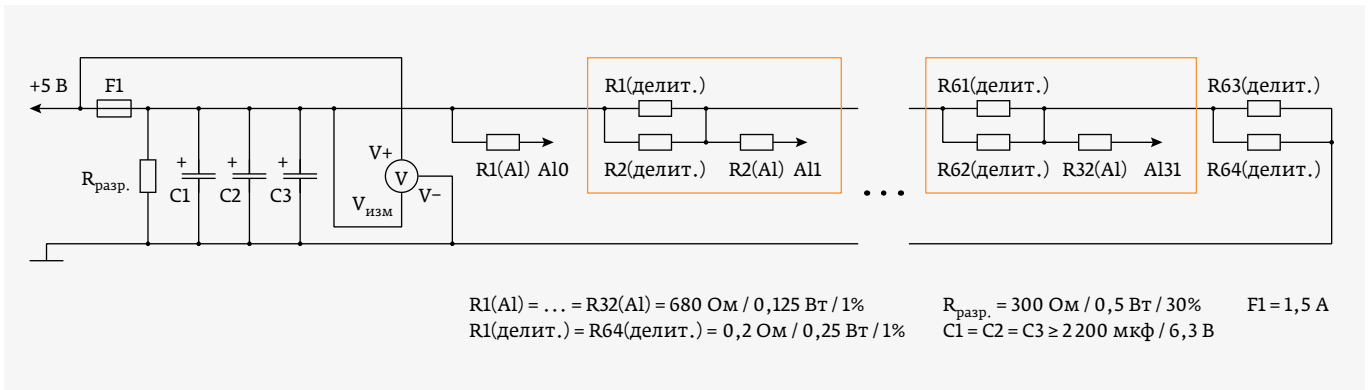 +5 В
F1
R1(делит.)
R61(делит.)
R63(делит.)
V+
R1(Al) Al0
R2(делит.)
R2(Al) Al1
R62(делит.)
R32(Al) Al31
R64(делит.)
Rразр.
+
C1
+
C2
+
C3
V
V−
Vизм
...
R1(Al) = ... = R32(Al) = 680 Ом / 0,125 Вт / 1%
Rразр. = 300 Ом / 0,5 Вт / 30%
F1 = 1,5 А
R1(делит.) = R64(делит.) = 0,2 Ом / 0,25 Вт / 1%
C1 = C2 = C3 ≥ 2200 мкф / 6,3 В